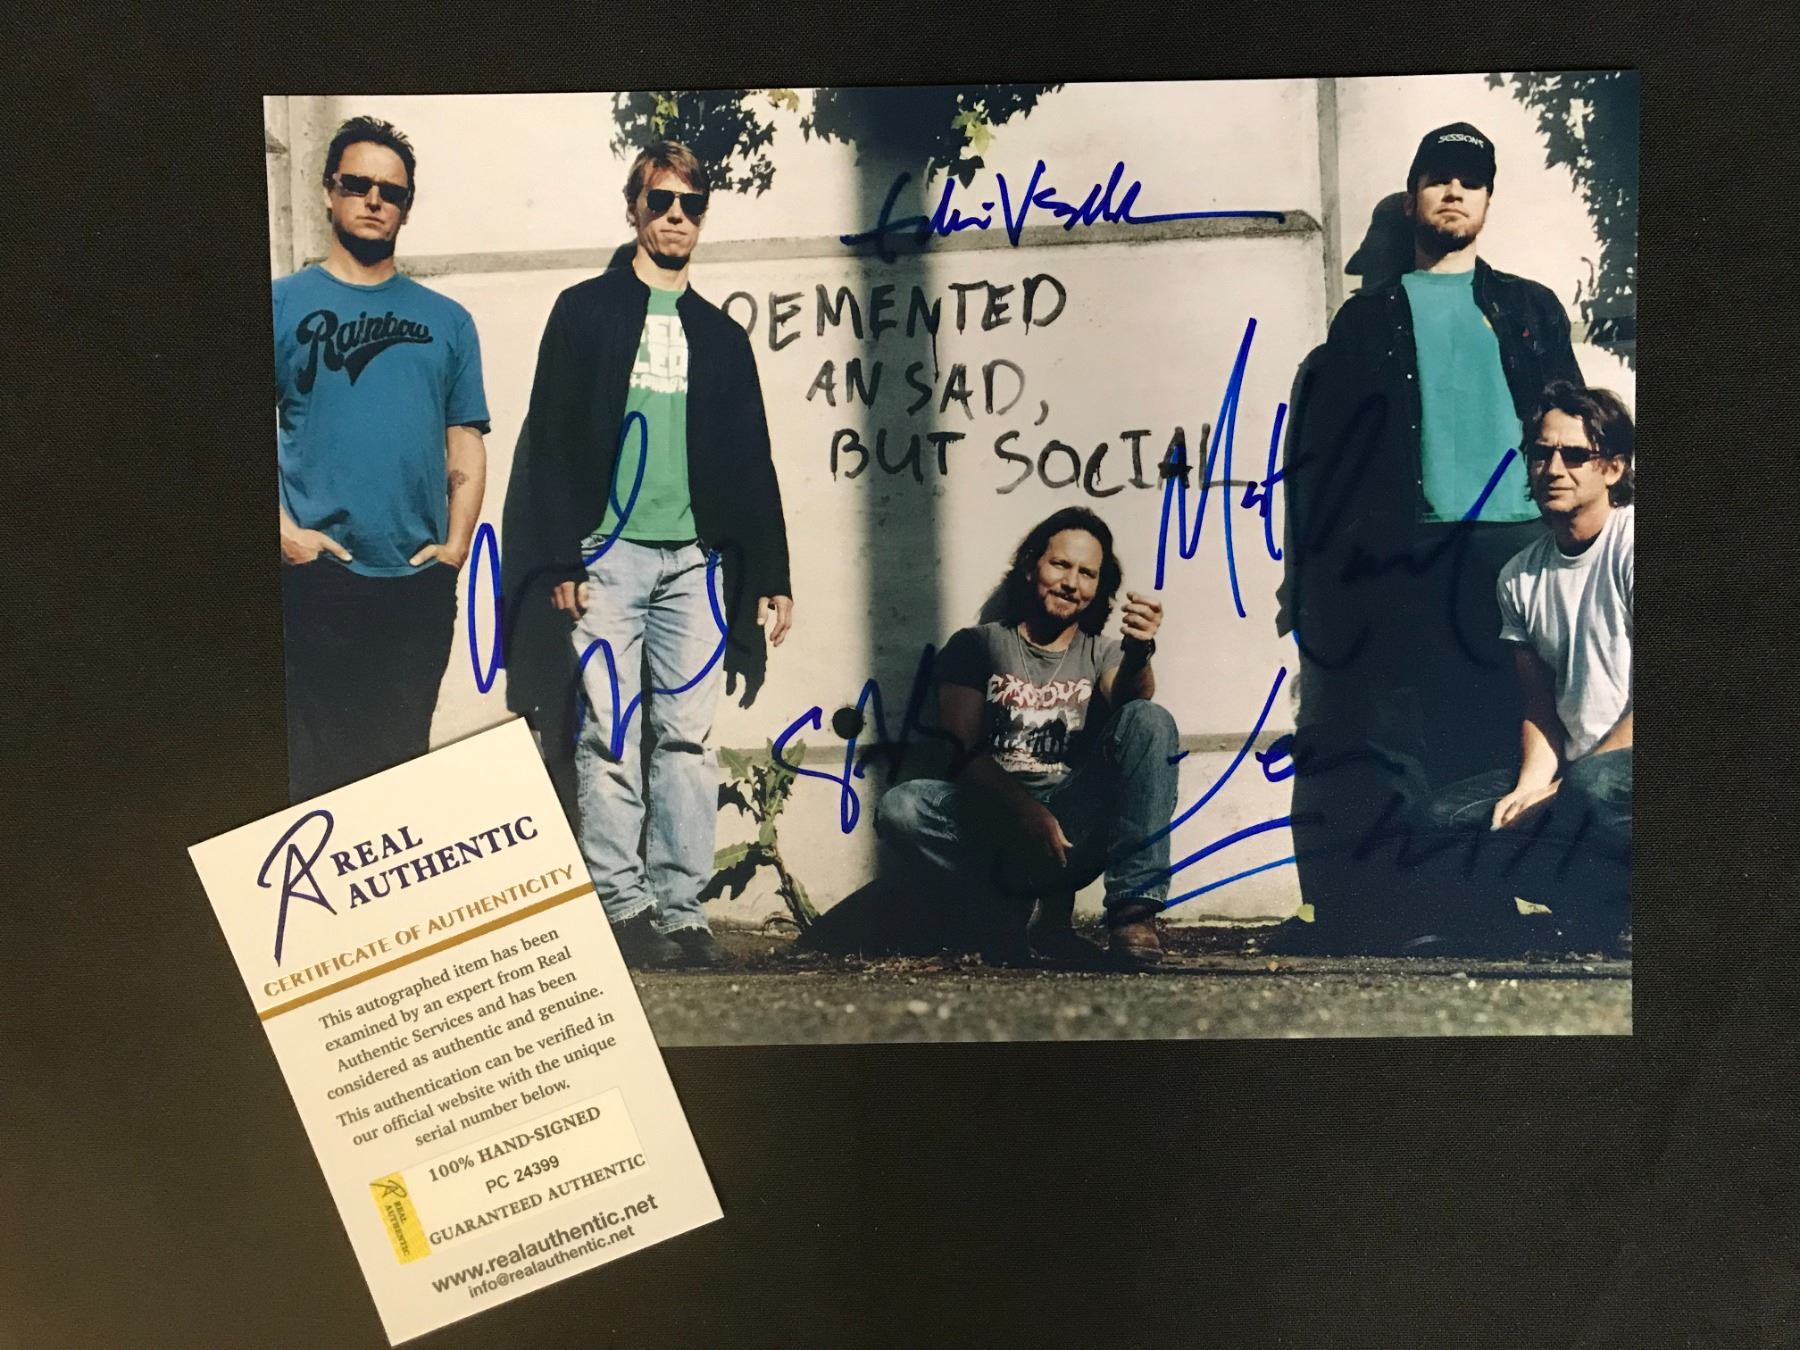 SESSIONS
Rainbow
DEMENTED
AN SAD,
BUT SOCIAL
Matt
EXODUS
REAL
AUTHENTIC
CERTIFICATE OF AUTHENTICITY
This autographed item has been
examined by an expert from Real
Authentic Services and has been
considered as authentic and genuine.
This authentication can be verified in
our official website with the unique
serial number below.
100% HAND-SIGNED
PC 24399
GUARANTEED AUTHENTIC
REAL
AUTHENTIC
www.realauthentic.net
info@realauthentic.net